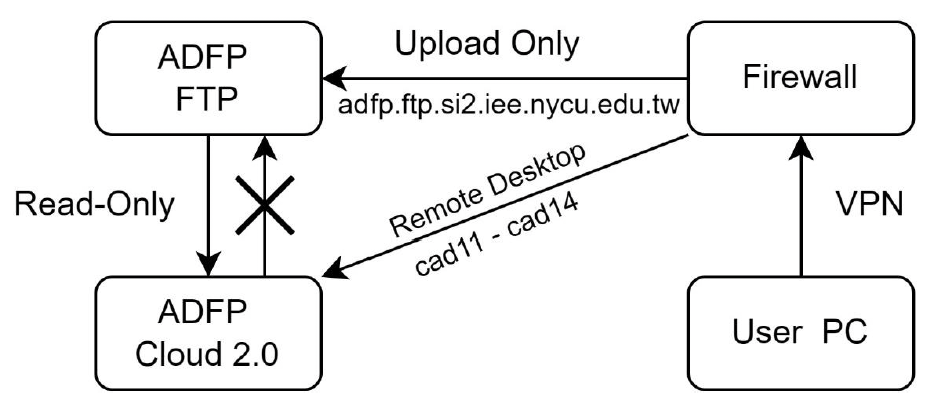 ADFP
FTP
Upload Only
adfp.ftp.si2.iee.nycu.edu.tw
Firewall
Read-Only
Remote Desktop
cad11 - cad14
VPN
ADFP
Cloud 2.0
User PC